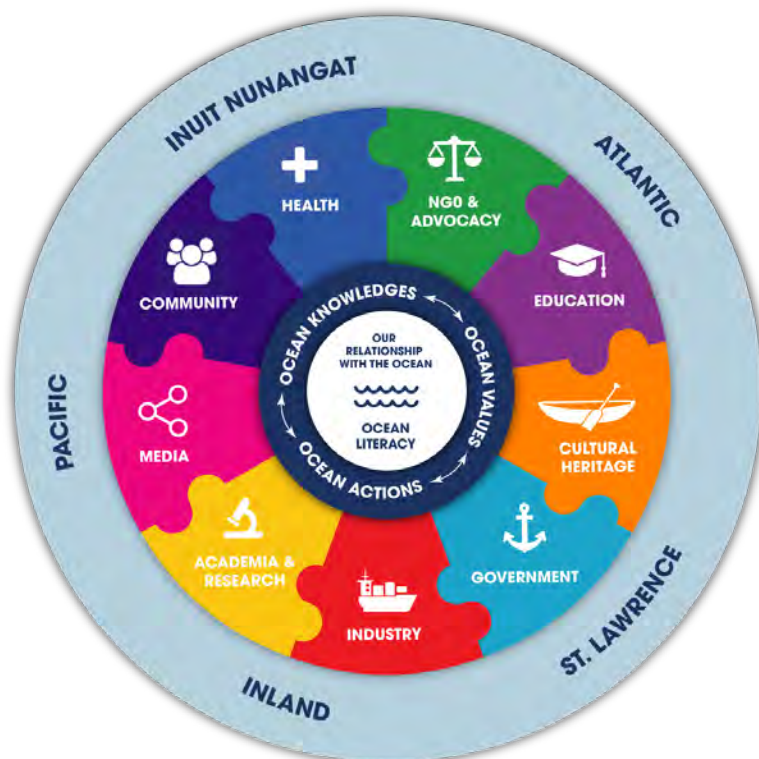 INUIT NUNANGAT
ATLANTIC
ST. LAWRENCE
INLAND
PACIFIC
HEALTH
NG0 &
ADVOCACY
EDUCATION
CULTURAL
HERITAGE
GOVERNMENT
INDUSTRY
ACADEMIA &
RESEARCH
MEDIA
COMMUNITY
OCEAN KNOWLEDGES
OCEAN VALUES
OCEAN ACTIONS
OUR
RELATIONSHIP
WITH THE OCEAN
OCEAN
LITERACY